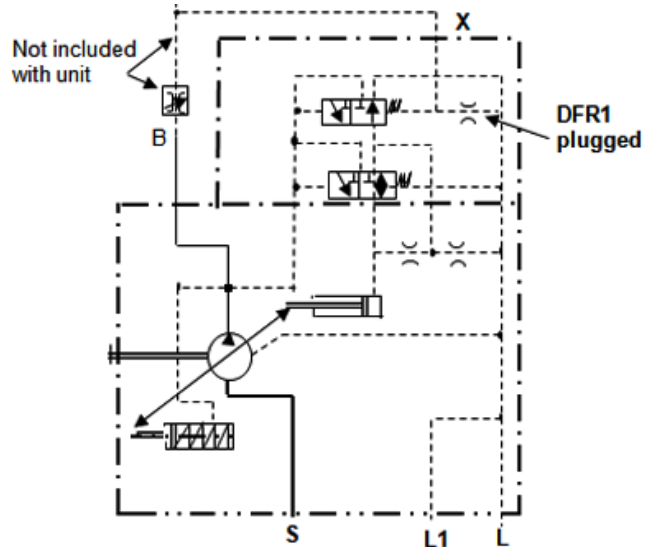 Not included
with unit
X
DFR1
plugged
B
S
L1
L